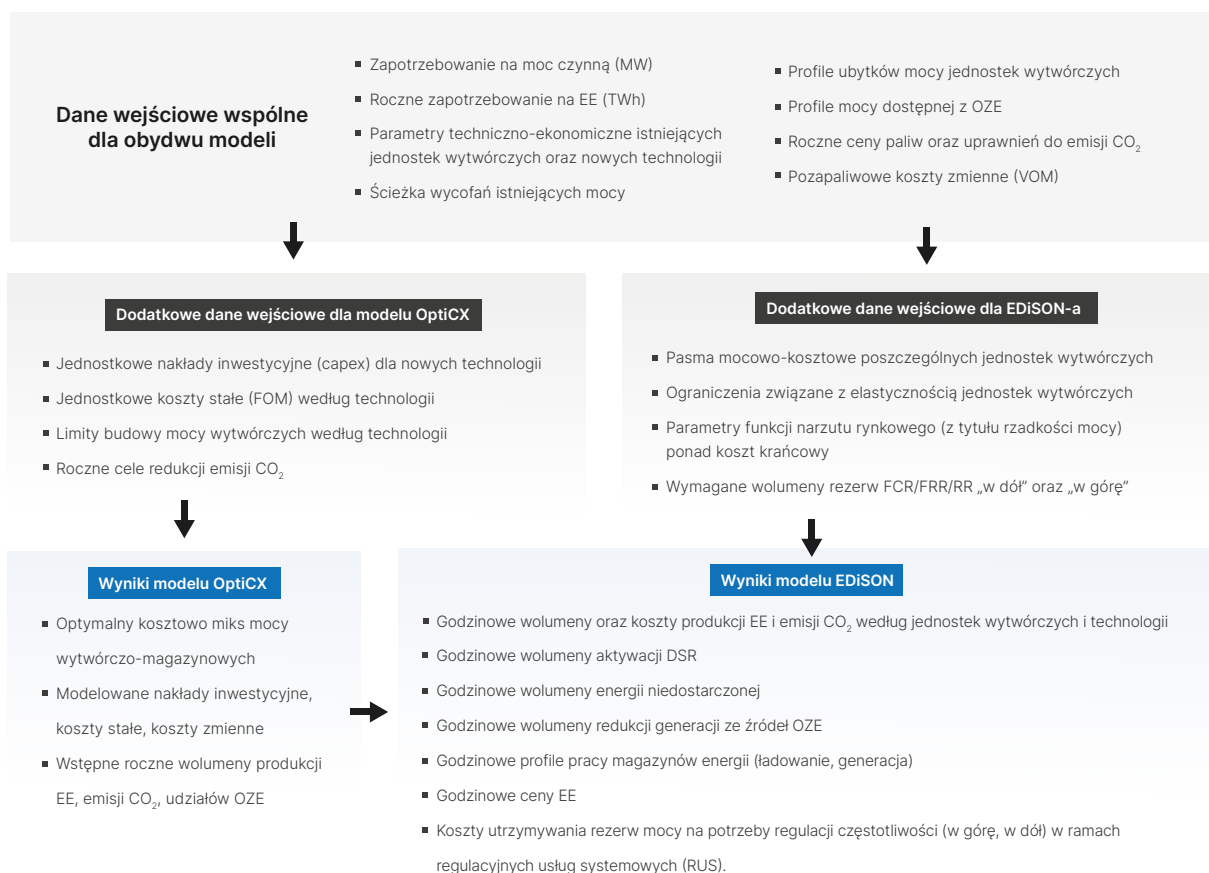 Dane wejściowe wspólne
dla obydwu modeli
Zapotrzebowanie na moc czynną (MW)
Roczne zapotrzebowanie na EE (TWh)
Parametry techniczno-ekonomiczne istniejących
jednostek wytwórczych oraz nowych technologii
Ścieżka wycofań istniejących mocy
Profile ubytków mocy jednostek wytwórczych
Profile mocy dostępnej z OZE
Roczne ceny paliw oraz uprawnień do emisji CO₂
Pozapaliwowe koszty zmienne (VOM)
Dodatkowe dane wejściowe dla modelu OptiCX
Jednostkowe nakłady inwestycyjne (capex) dla nowych technologii
Jednostkowe koszty stałe (FOM) według technologii
Limity budowy mocy wytwórczych według technologii
Roczne cele redukcji emisji CO₂
Dodatkowe dane wejściowe dla EDiSON-a
Pasma mocowo-kosztowe poszczególnych jednostek wytwórczych
Ograniczenia związane z elastycznością jednostek wytwórczych
Parametry funkcji narzutu rynkowego (z tytułu rzadkości mocy)
ponad koszt krańcowy
Wymagane wolumeny rezerw FCR/FRR/RR „w dół” oraz „w górę”
Wyniki modelu OptiCX
Optymalny kosztowo miks mocy
wytwórczo-magazynowych
Modelowane nakłady inwestycyjne,
koszty stałe, koszty zmienne
Wstępne roczne wolumeny produkcji
EE, emisji CO₂, udziałów OZE
Wyniki modelu EDiSON
Godzinowe wolumeny oraz koszty produkcji EE i emisji CO₂ według jednostek wytwórczych i technologii
Godzinowe wolumeny aktywacji DSR
Godzinowe wolumeny energii niedostarczonej
Godzinowe wolumeny redukcji generacji ze źródeł OZE
Godzinowe profile pracy magazynów energii (ładowanie, generacja)
Godzinowe ceny EE
Koszty utrzymywania rezerw mocy na potrzeby regulacji częstotliwości (w górę, w dół) w ramach
regulacyjnych usług systemowych (RUS).